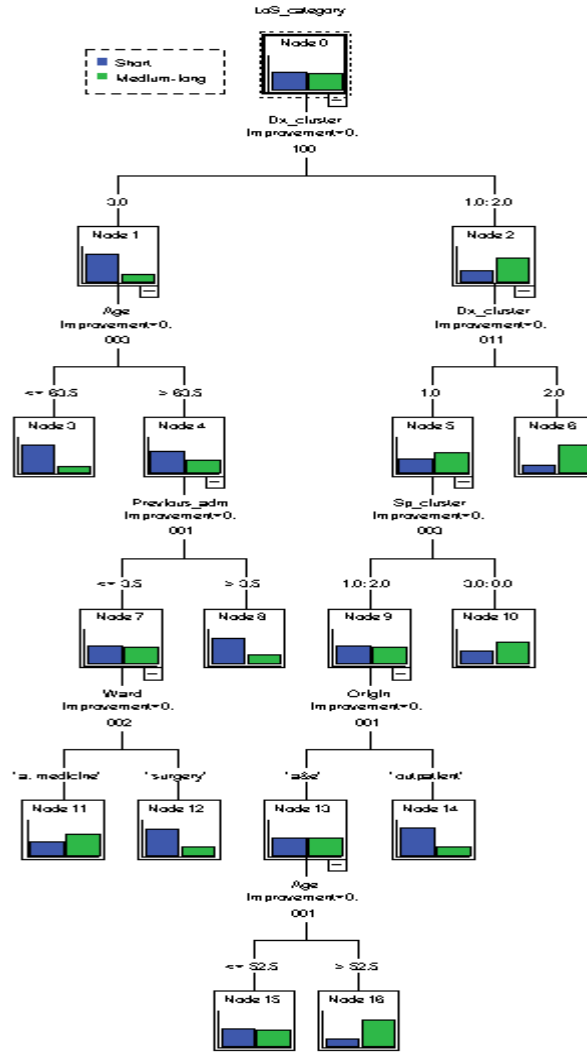 LoS_category
Node 0
Short
Medium-long
Dx_cluster
Improvement=0.
100
3.0
1.0; 2.0
Node 1
Node 2
Age
Improvement=0.
003
Dx_cluster
Improvement=0.
011
<= 63.5
> 63.5
1.0
2.0
Node 3
Node 4
Node 5
Node 6
Previous_adm
Improvement=0.
001
Sp_cluster
Improvement=0.
003
<= 3.5
> 3.5
1.0; 2.0
3.0; 0.0
Node 7
Node 8
Node 9
Node 10
Ward
Improvement=0.
002
Origin
Improvement=0.
001
'a. medicine'
'surgery'
'a&e'
'outpatient'
Node 11
Node 12
Node 13
Node 14
Age
Improvement=0.
001
<= 52.5
> 52.5
Node 15
Node 16